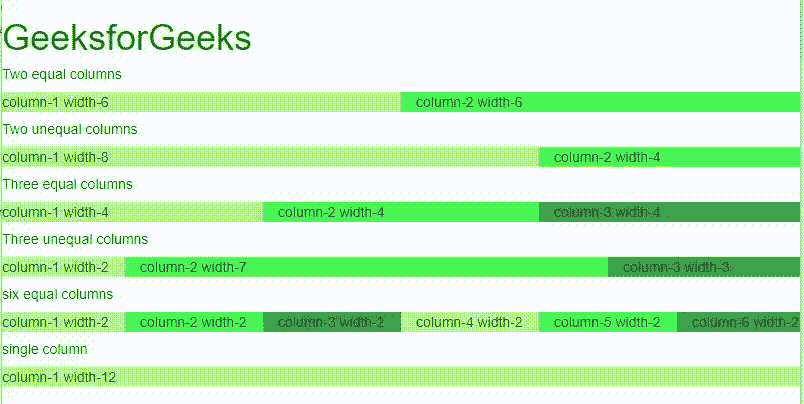 GeeksforGeeks
Two equal columns
column-1 width-6 column-2 width-6
Two unequal columns
column-1 width-8 column-2 width-4
Three equal columns
column-1 width-4 column-2 width-4 column-3 width-4
Three unequal columns
column-1 width-2 column-2 width-7 column-3 width-3
six equal columns
column-1 width-2 column-2 width-2 column-3 width-2 column-4 width-2 column-5 width-2 column-6 width-2
single column
column-1 width-12